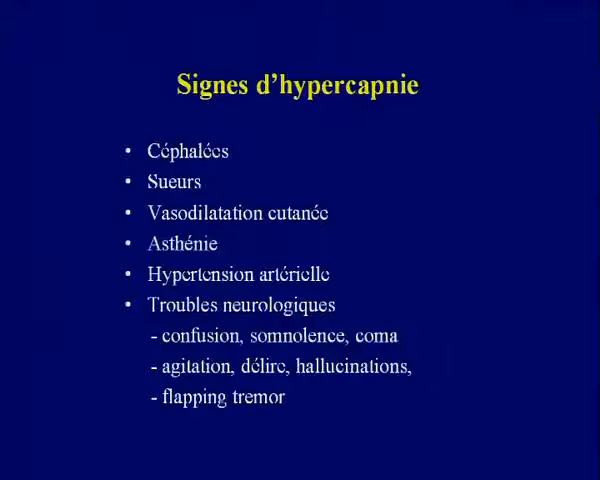 Signes d'hypercapnie
• Céphalées
• Sueurs
• Vasodilatation cutanée
• Asthénie
• Hypertension artérielle
• Troubles neurologiques
- confusion, somnolence, coma
- agitation, délire, hallucinations,
- flapping tremor